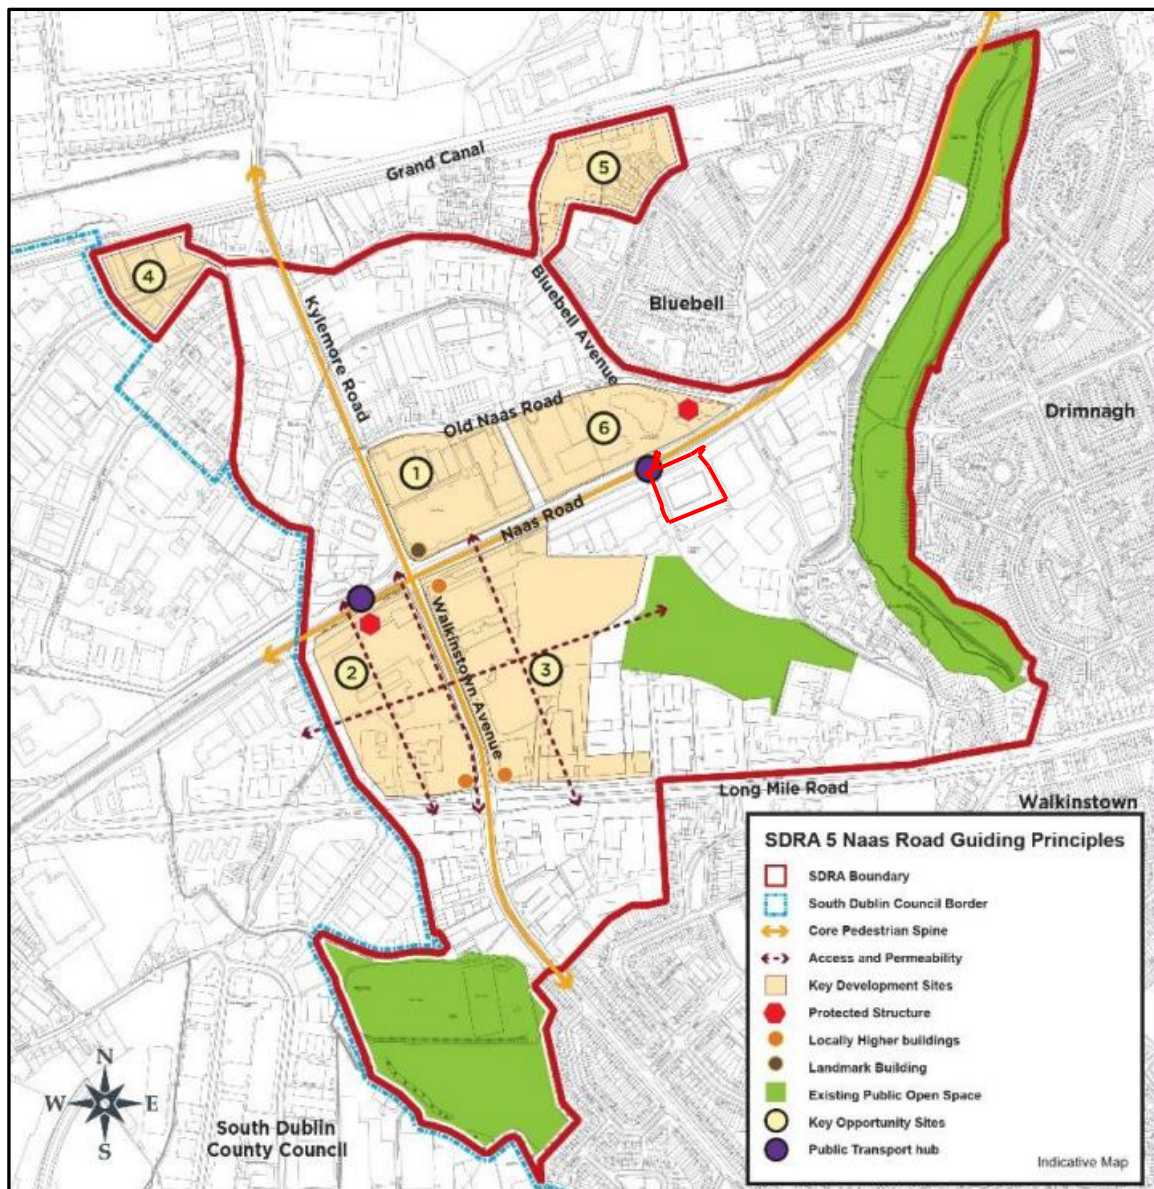 Grand Canal
5
4
Kylemore Road
Bluebell Avenue
Bluebell
Drimnagh
Old Naas Road
6
1
Naas Road
Walkinstown Avenue
2
3
Long Mile Road
Walkinstown
SDRA 5 Naas Road Guiding Principles
SDRA Boundary
South Dublin Council Border
Core Pedestrian Spine
Access and Permeability
Key Development Sites
Protected Structure
Locally Higher buildings
Landmark Building
Existing Public Open Space
Key Opportunity Sites
Public Transport hub
Indicative Map
N
W E
S
South Dublin
County Council